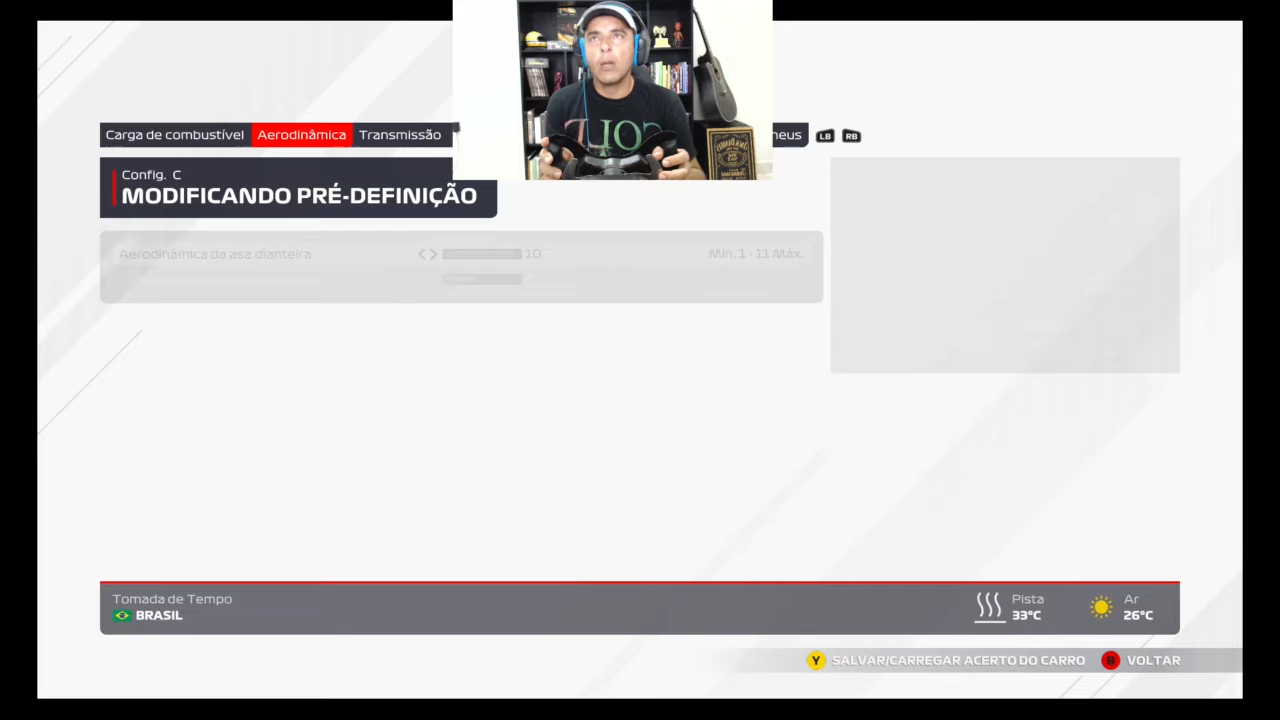 Carga de combustível Aerodinâmica Transmissão neus LB RB
Config. C
MODIFICANDO PRÉ-DEFINIÇÃO
Aerodinâmica da asa dianteira 10 Mín. 1 - 11 Máx.
Tomada de Tempo
BRASIL
Pista
33°C
Ar
26°C
Y SALVAR/CARREGAR ACERTO DO CARRO B VOLTAR